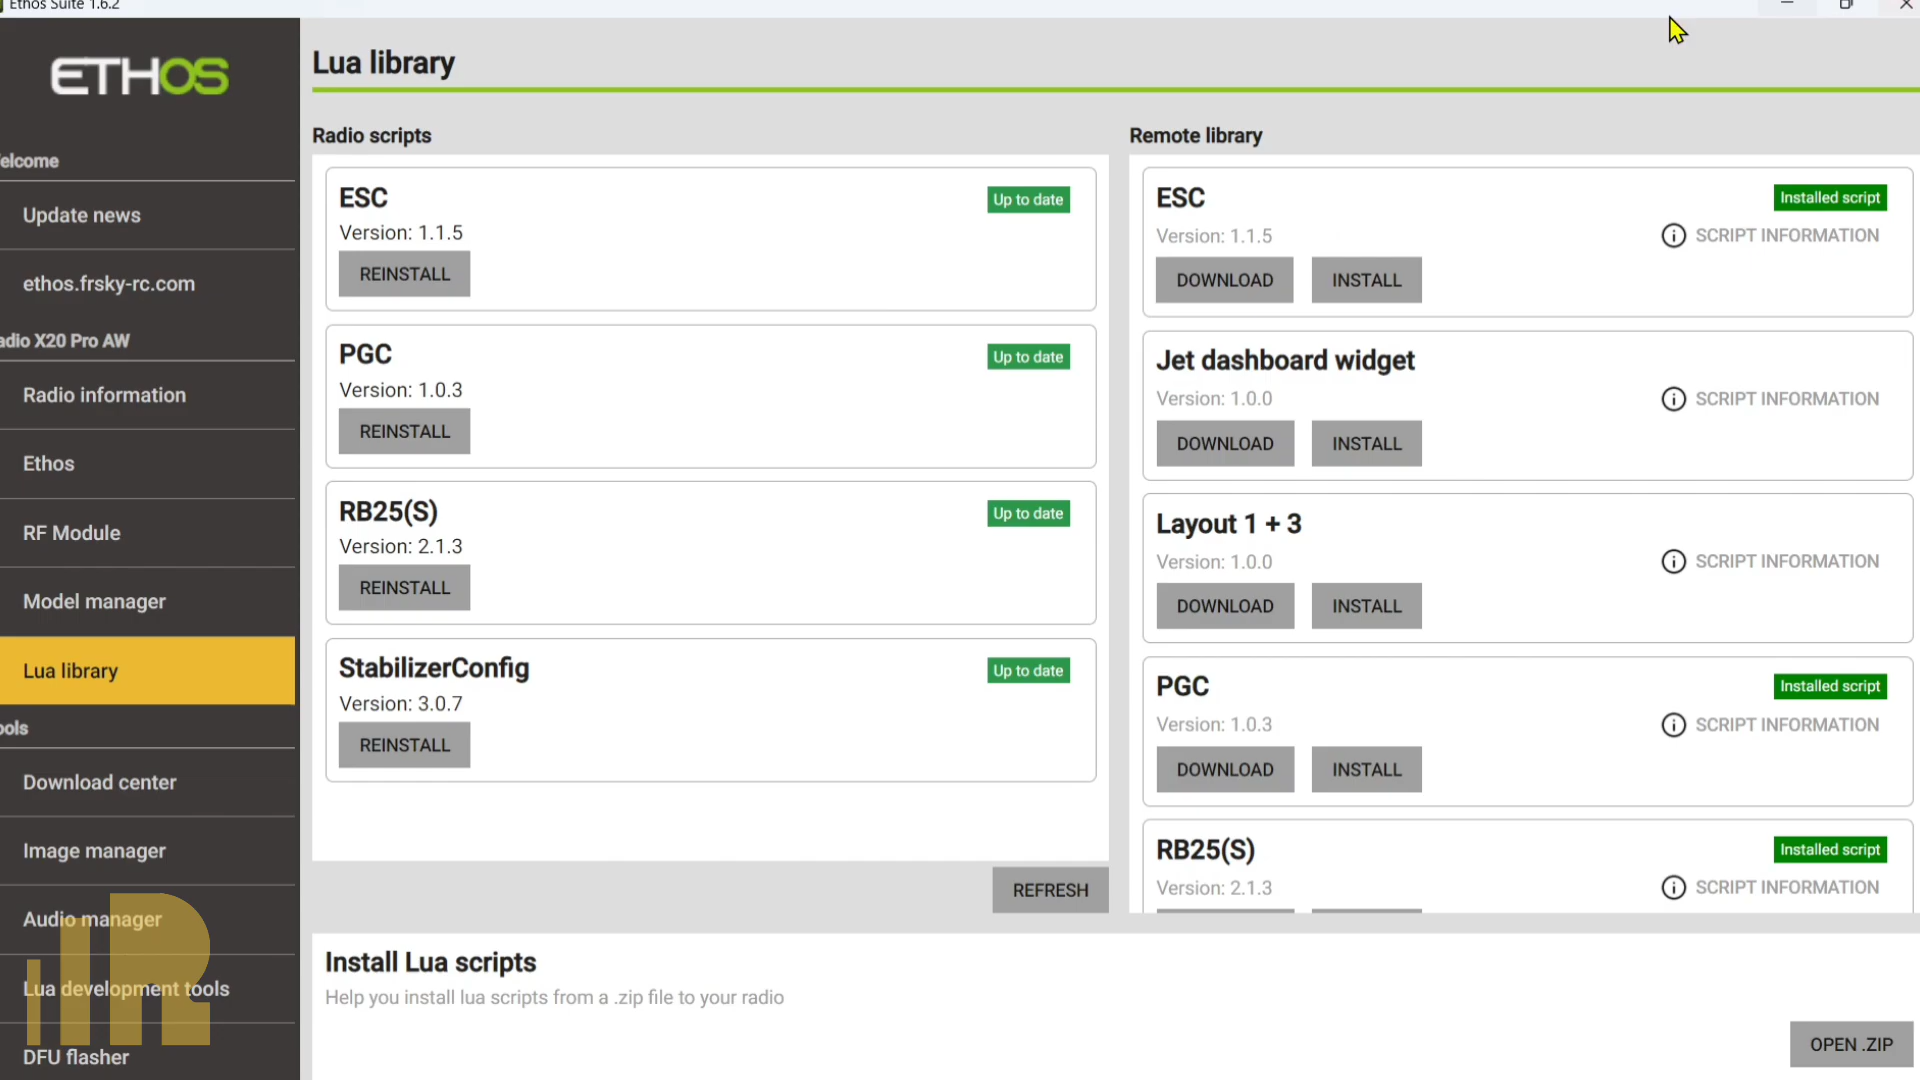 Ethos Suite 1.6.2
ETHOS
elcome
Update news
ethos.frsky-rc.com
adio X20 Pro AW
Radio information
Ethos
RF Module
Model manager
Lua library
ools
Download center
Image manager
Audio manager
Lua development tools
DFU flasher
Lua library
Radio scripts
ESC
Up to date
Version: 1.1.5
REINSTALL
PGC
Up to date
Version: 1.0.3
REINSTALL
RB25(S)
Up to date
Version: 2.1.3
REINSTALL
StabilizerConfig
Up to date
Version: 3.0.7
REINSTALL
REFRESH
Remote library
ESC
Installed script
Version: 1.1.5
SCRIPT INFORMATION
DOWNLOAD INSTALL
Jet dashboard widget
Version: 1.0.0
SCRIPT INFORMATION
DOWNLOAD INSTALL
Layout 1 + 3
Version: 1.0.0
SCRIPT INFORMATION
DOWNLOAD INSTALL
PGC
Installed script
Version: 1.0.3
SCRIPT INFORMATION
DOWNLOAD INSTALL
RB25(S)
Installed script
Version: 2.1.3
SCRIPT INFORMATION
Install Lua scripts
Help you install lua scripts from a .zip file to your radio
OPEN .ZIP